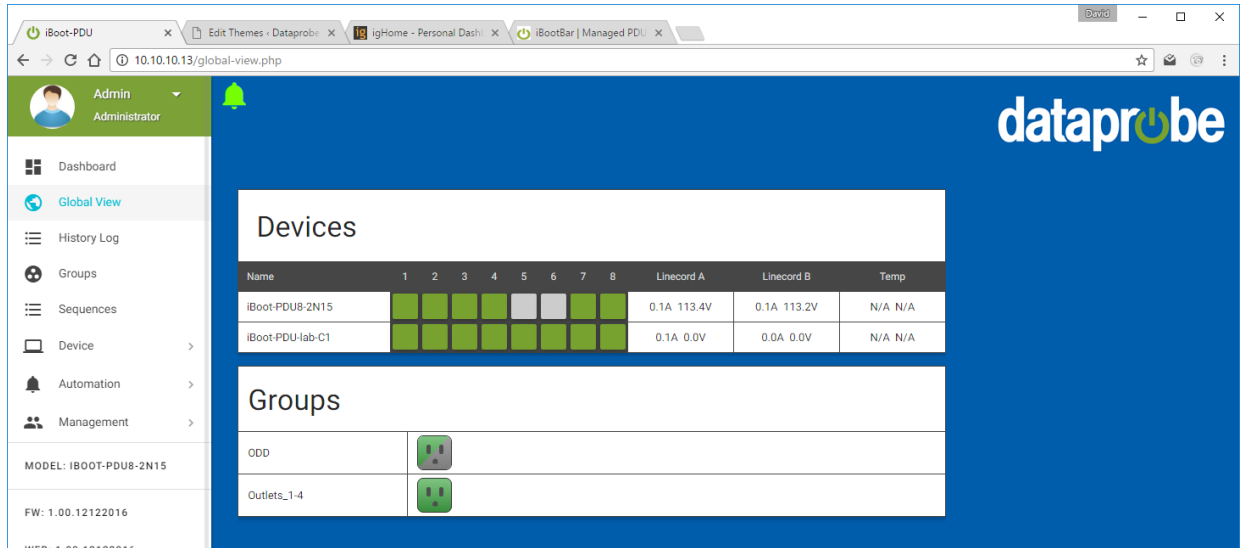 David
iBoot-PDU
Edit Themes ‹ Dataprobe
igHome - Personal Dash
iBootBar | Managed PDU
10.10.10.13/global-view.php
Admin
Administrator
dataprobe
Dashboard
Global View
History Log
Groups
Sequences
Device
Automation
Management
MODEL: IBOOT-PDU8-2N15
FW: 1.00.12122016
Devices
Name 1 2 3 4 5 6 7 8 Linecord A Linecord B Temp
iBoot-PDU8-2N15 0.1A 113.4V 0.1A 113.2V N/A N/A
iBoot-PDU-lab-C1 0.1A 0.0V 0.0A 0.0V N/A N/A
Groups
ODD
Outlets_1-4